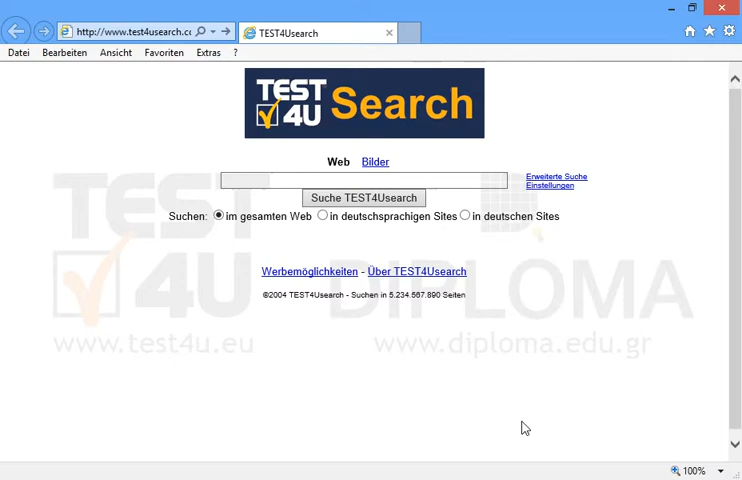 http://www.test4usearch.cc
TEST4Usearch
Datei Bearbeiten Ansicht Favoriten Extras ?
TEST 4U Search
Web Bilder
Erweiterte Suche
Einstellungen
Suche TEST4Usearch
Suchen: im gesamten Web in deutschsprachigen Sites in deutschen Sites
Werbemöglichkeiten - Über TEST4Usearch
©2004 TEST4Usearch - Suchen in 5.234.567.890 Seiten
TEST 4U DIPLOMA
www.test4u.eu www.diploma.edu.gr
100%